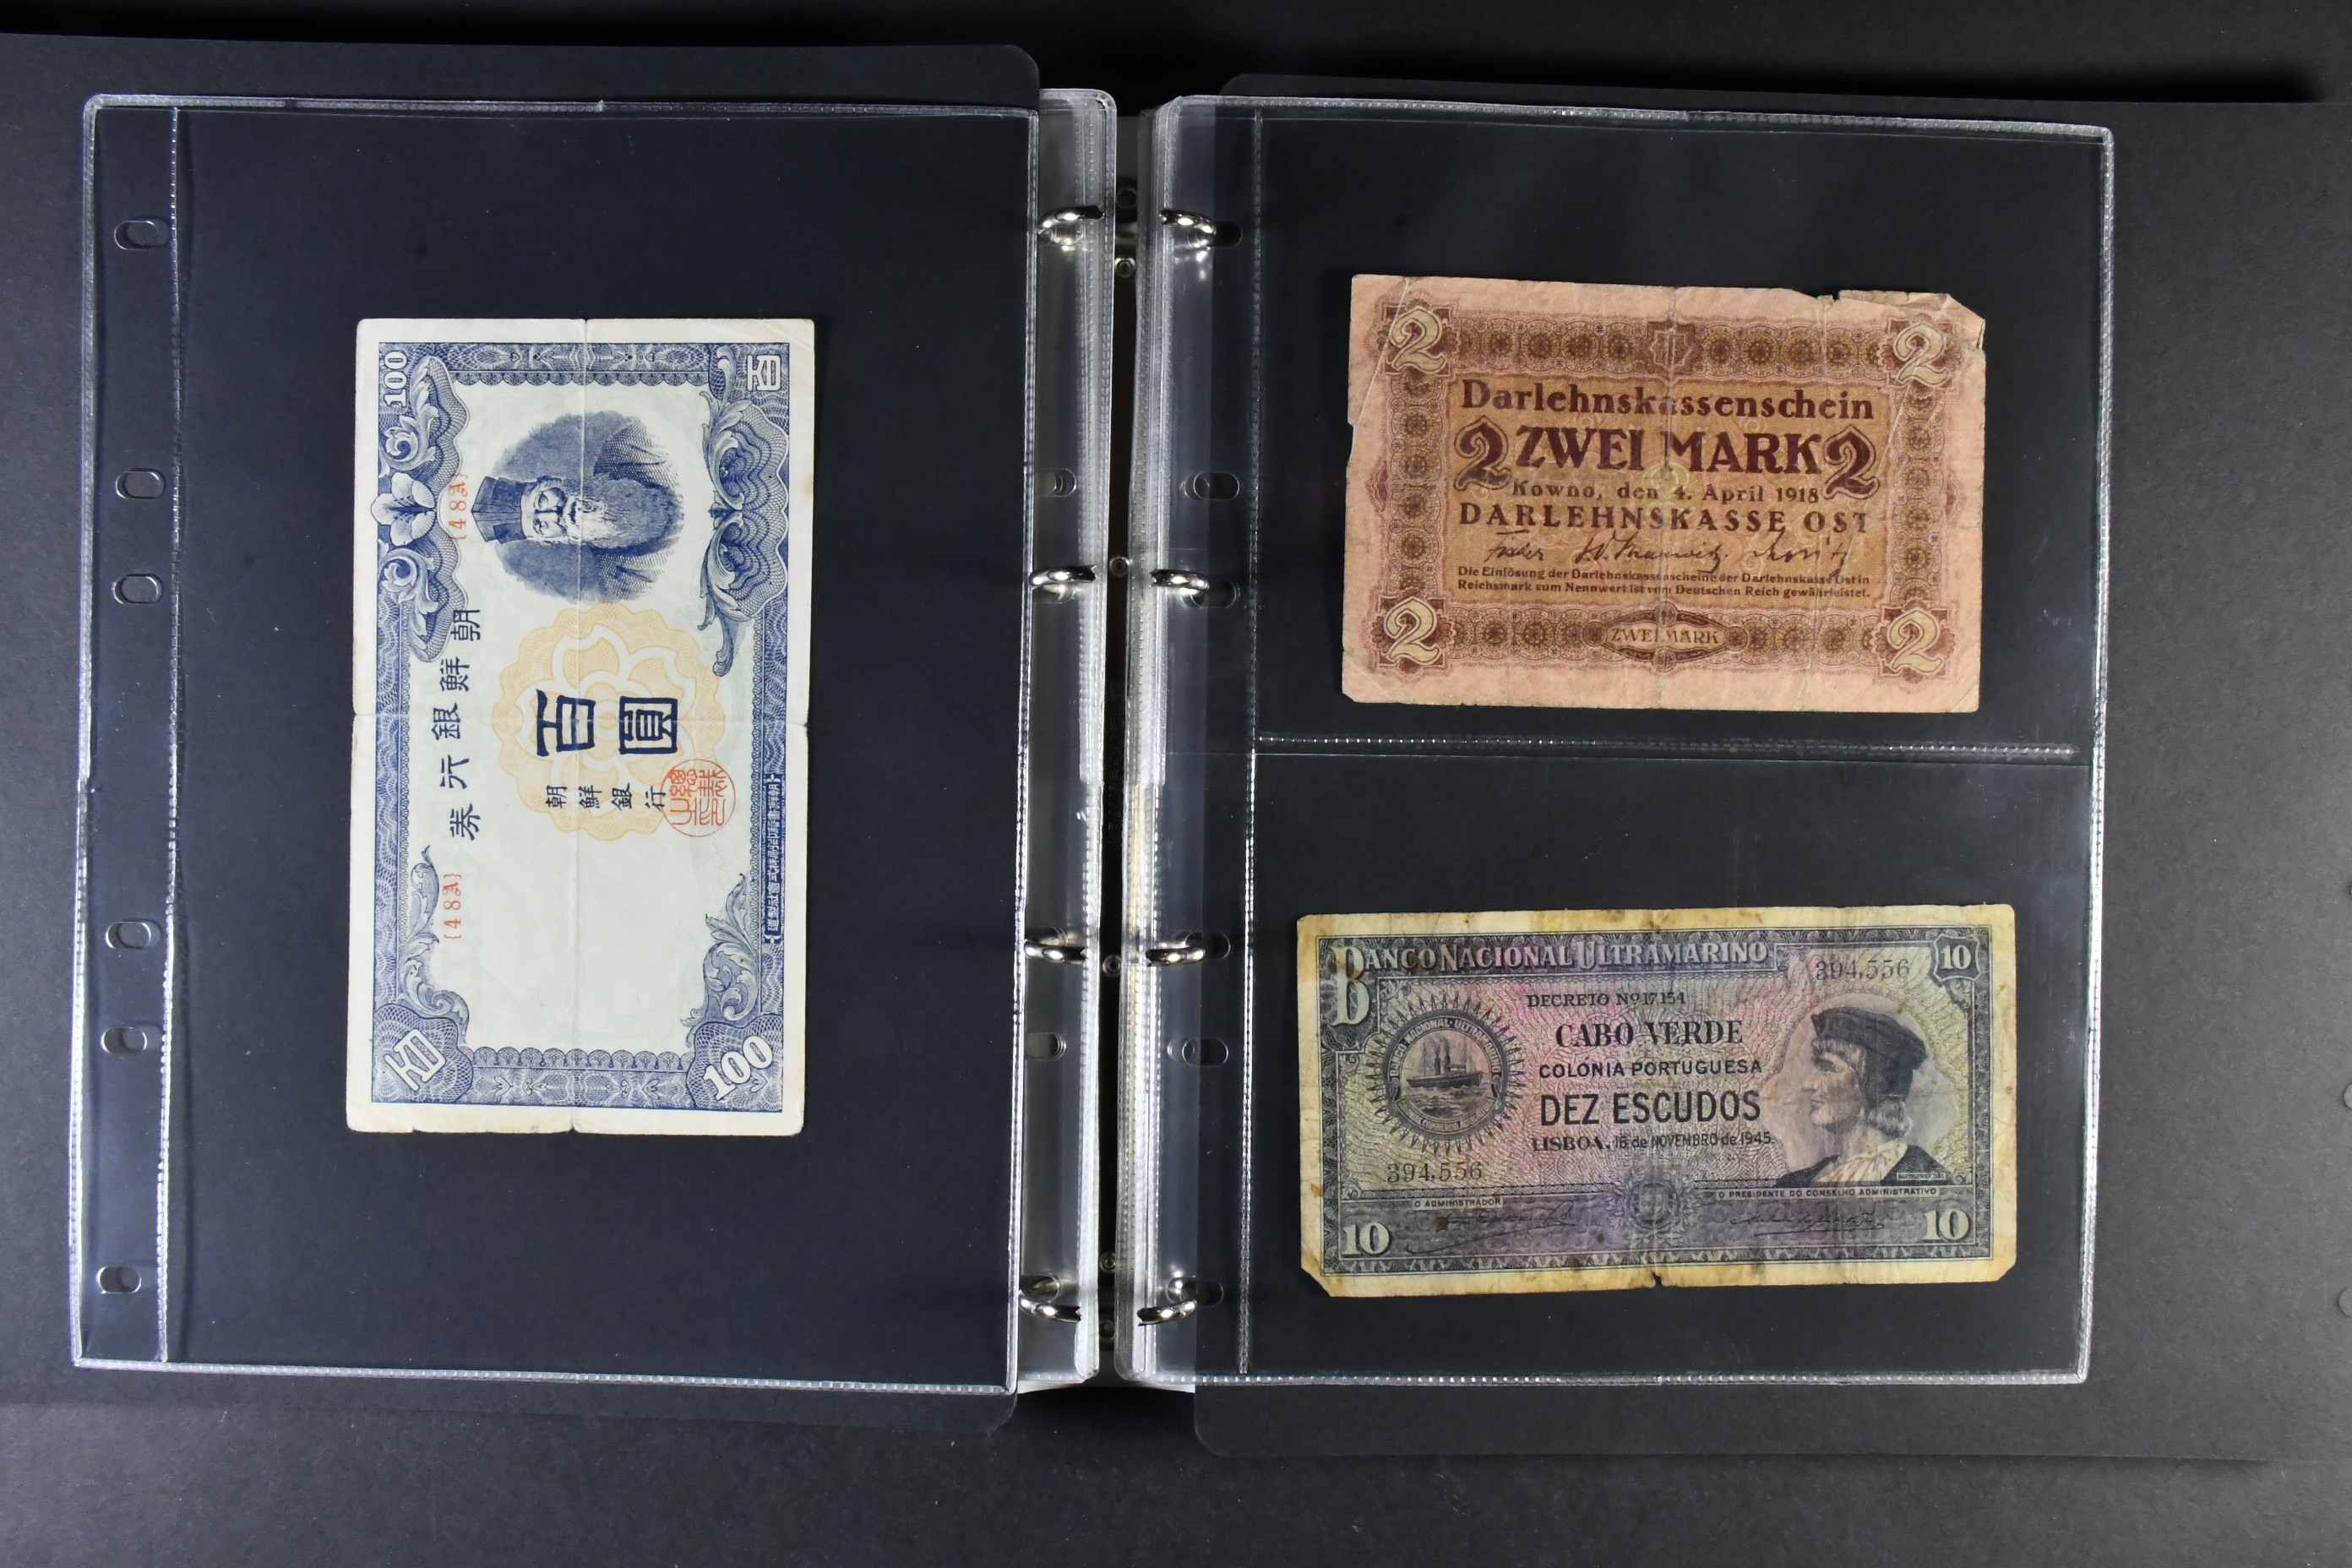 100
百
{48A}
朝鮮銀行券
百圓
朝鮮銀行
{48A}
100
2
2
Darlehnskassenschein
2 ZWEI MARK 2
Kowno, den 4. April 1918
DARLEHNSKASSE OST
Die Einlösung der Darlehnskassenscheine der Darlehnskasse Ost in
Reichsmark zum Nennwert ist vom Deutschen Reich gewährleistet.
2
ZWEI MARK
2
BANCO NACIONAL ULTRAMARINO
394,556
10
DECRETO Nº 17.154
CABO VERDE
COLÓNIA PORTUGUESA
DEZ ESCUDOS
LISBOA, 16 de NOVEMBRO de 1945.
394,556
O ADMINISTRADOR
O PRESIDENTE DO CONSELHO ADMINISTRATIVO
10
10